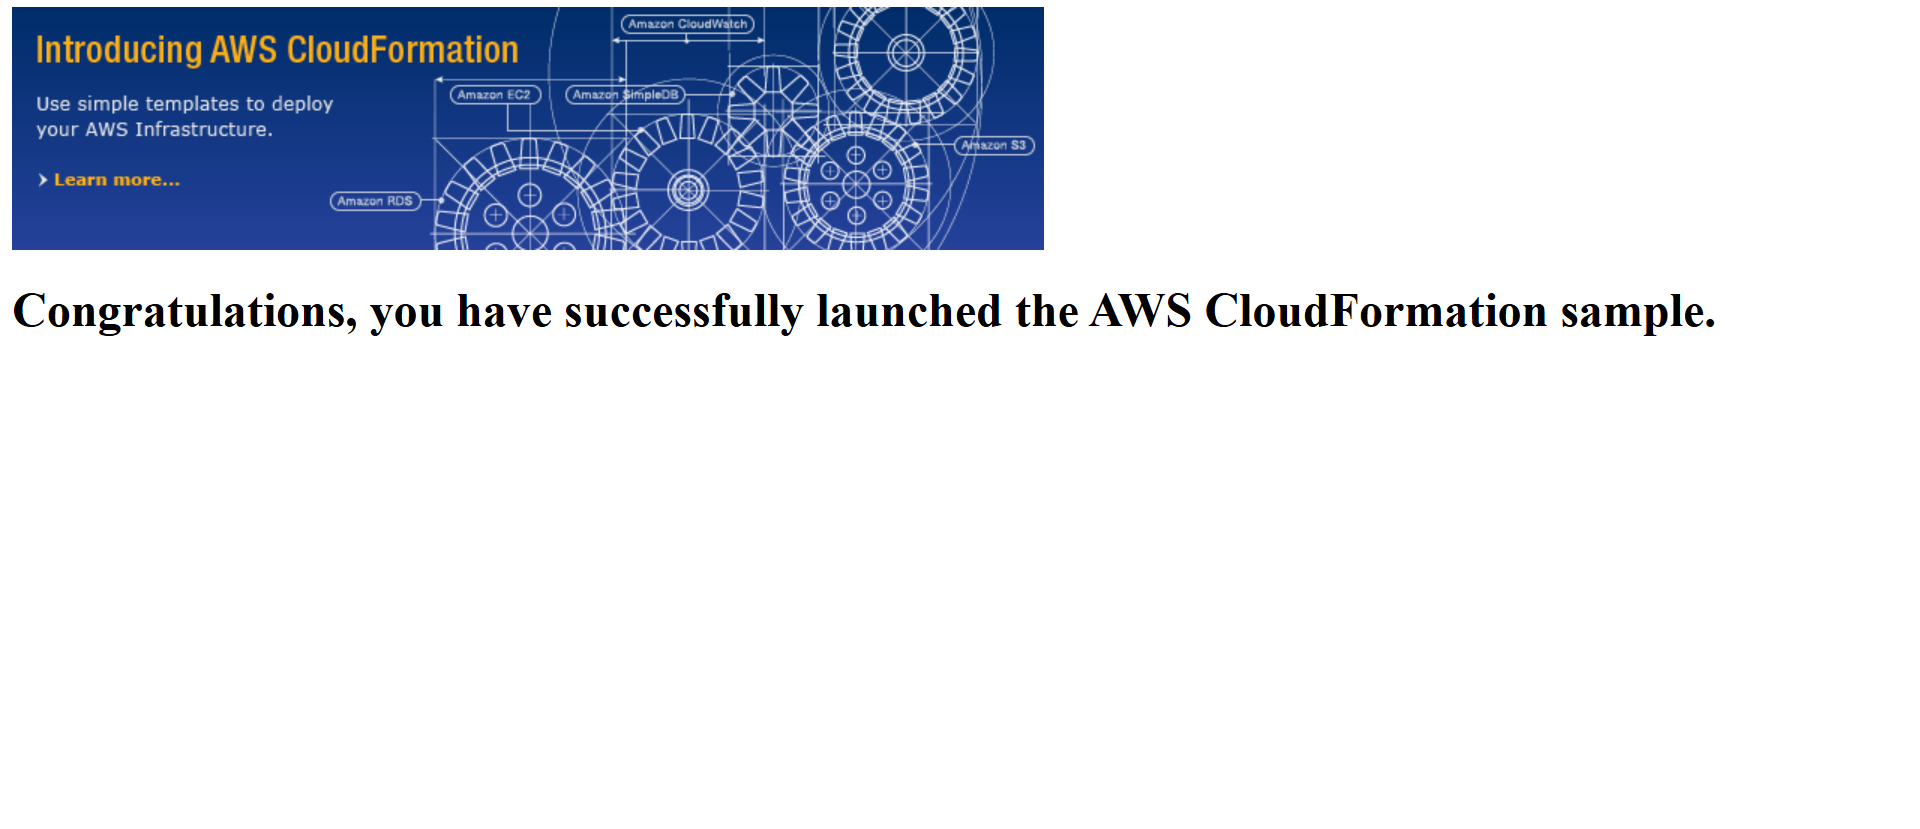 Introducing AWS CloudFormation
Use simple templates to deploy
your AWS Infrastructure.
Learn more...
Amazon CloudWatch
Amazon EC2
Amazon SimpleDB
Amazon S3
Amazon RDS
Congratulations, you have successfully launched the AWS CloudFormation sample.